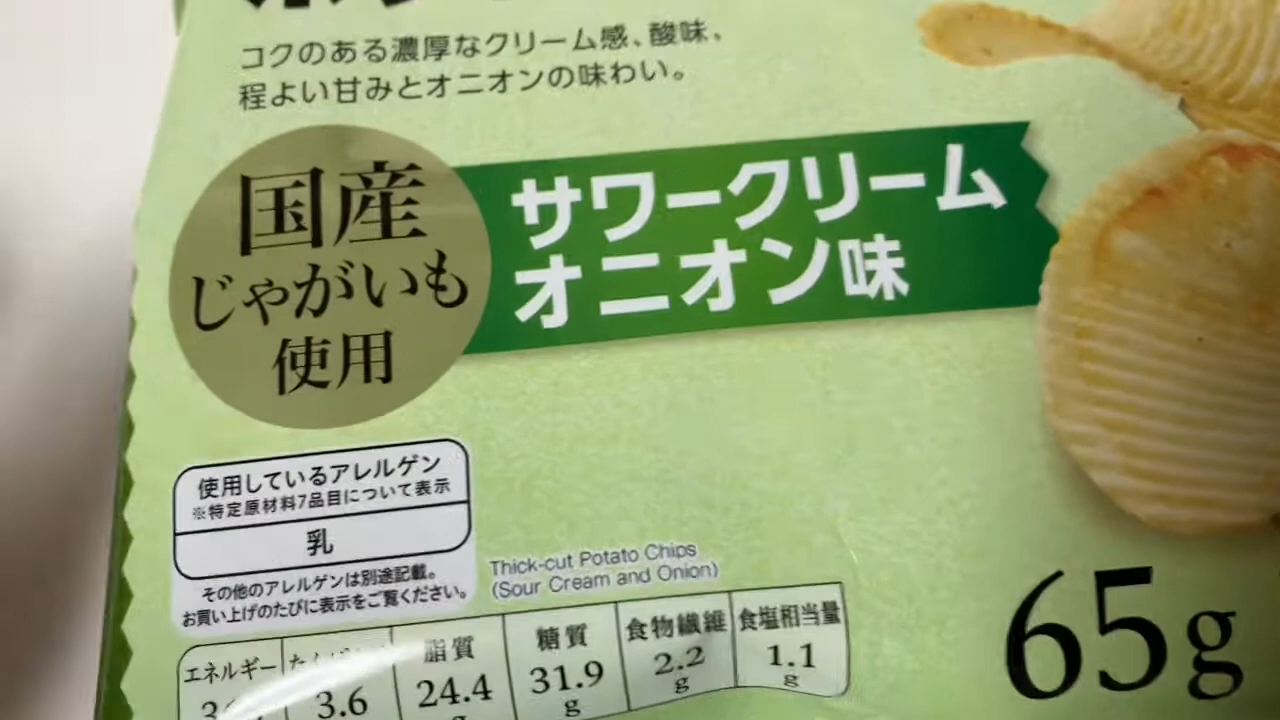 コクのある濃厚なクリーム感、酸味、
程よい甘みとオニオンの味わい。
国産
じゃがいも
使用
サワークリーム
オニオン味
使用しているアレルゲン
※特定原材料7品目について表示
乳
その他のアレルゲンは別途記載。
お買い上げのたびに表示をご覧ください。
Thick-cut Potato Chips
(Sour Cream and Onion)
エネルギー 脂質 糖質 食物繊維 食塩相当量
3.6 24.4 31.9 2.2 1.1
g g g g
65g